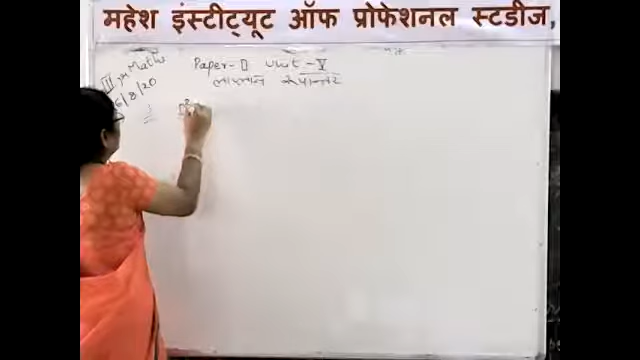 महेश इंस्टीट्यूट ऑफ प्रोफेशनल स्टडीज,
III yr Maths
6/8/20
Paper-II Unit-V
लाप्लास रूपान्तर